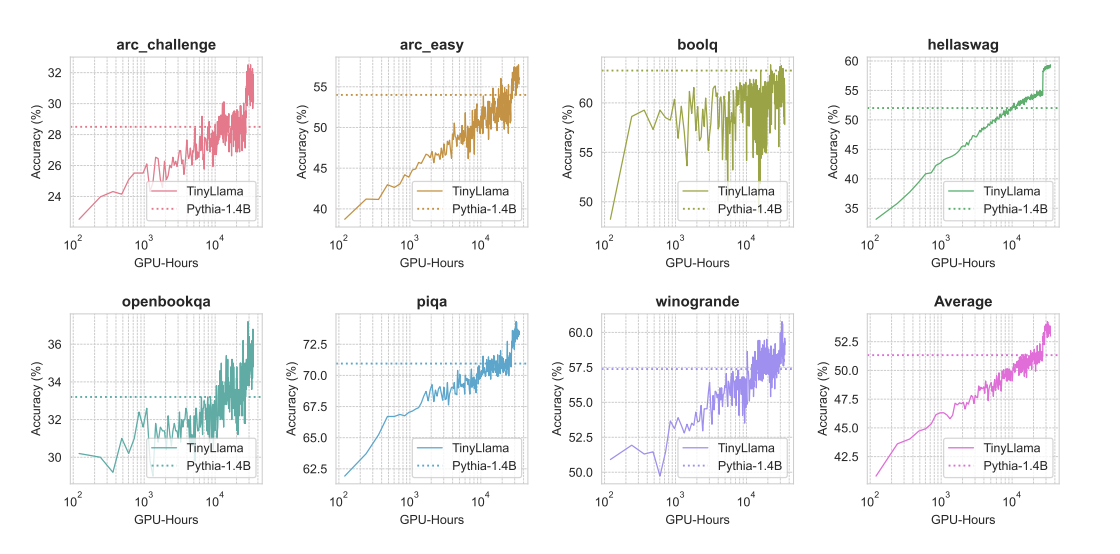 arc_challenge
Accuracy (%)
32
30
28
26
24
TinyLlama
Pythia-1.4B
10² 10³ 10⁴
GPU-Hours
arc_easy
Accuracy (%)
55
50
45
40
TinyLlama
Pythia-1.4B
10² 10³ 10⁴
GPU-Hours
boolq
Accuracy (%)
60
55
50
TinyLlama
Pythia-1.4B
10² 10³ 10⁴
GPU-Hours
hellaswag
Accuracy (%)
60
55
50
45
40
35
TinyLlama
Pythia-1.4B
10² 10³ 10⁴
GPU-Hours
openbookqa
Accuracy (%)
36
34
32
30
TinyLlama
Pythia-1.4B
10² 10³ 10⁴
GPU-Hours
piqa
Accuracy (%)
72.5
70.0
67.5
65.0
62.5
TinyLlama
Pythia-1.4B
10² 10³ 10⁴
GPU-Hours
winogrande
Accuracy (%)
60.0
57.5
55.0
52.5
50.0
TinyLlama
Pythia-1.4B
10² 10³ 10⁴
GPU-Hours
Average
Accuracy (%)
52.5
50.0
47.5
45.0
42.5
TinyLlama
Pythia-1.4B
10² 10³ 10⁴
GPU-Hours